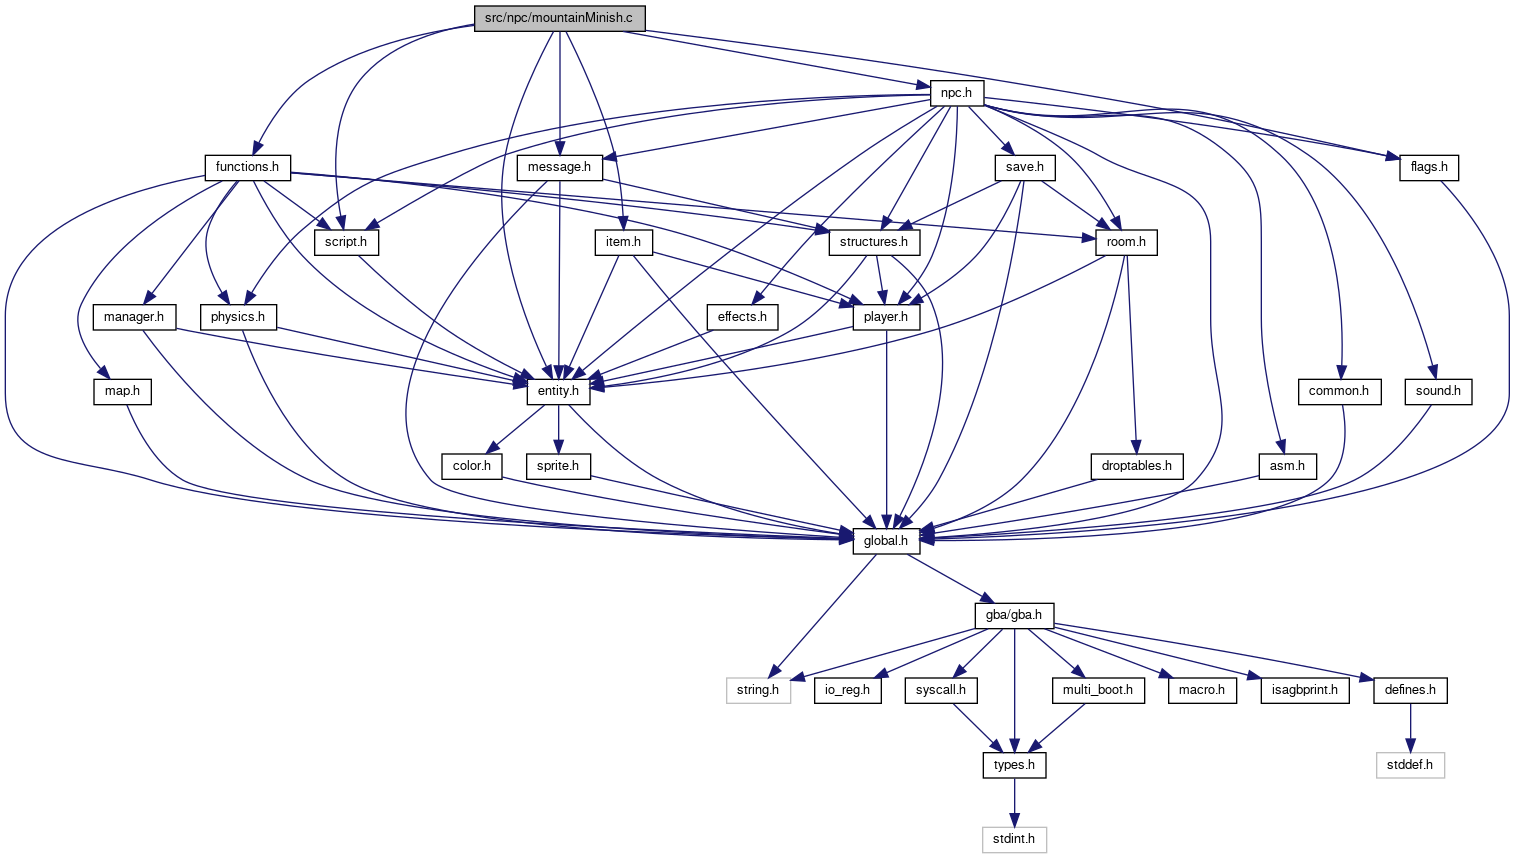 src/npc/mountainMinish.c
npc.h
functions.h
message.h
save.h
flags.h
script.h
item.h
structures.h
room.h
manager.h
physics.h
effects.h
player.h
map.h
entity.h
common.h
sound.h
color.h
sprite.h
droptables.h
asm.h
global.h
gba/gba.h
string.h
io_reg.h
syscall.h
multi_boot.h
macro.h
isagbprint.h
defines.h
types.h
stddef.h
stdint.h